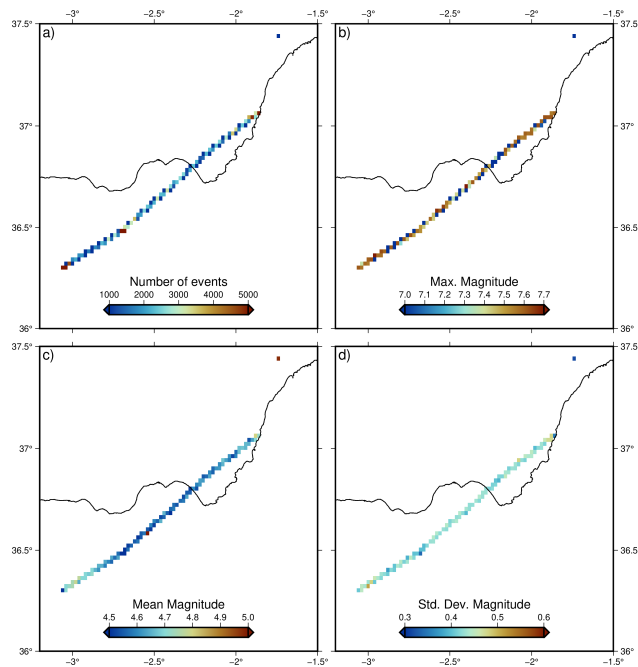 −3° −2.5° −2° −1.5° −3° −2.5° −2° −1.5°
37.5° a) b) 37.5°
37° 37°
36.5° 36.5°
Number of events Max. Magnitude
1000 2000 3000 4000 5000 7.0 7.1 7.2 7.3 7.4 7.5 7.6 7.7
36° 36°
37.5° c) d) 37.5°
37° 37°
36.5° 36.5°
Mean Magnitude Std. Dev. Magnitude
4.5 4.6 4.7 4.8 4.9 5.0 0.3 0.4 0.5 0.6
36° 36°
−3° −2.5° −2° −1.5° −3° −2.5° −2° −1.5°